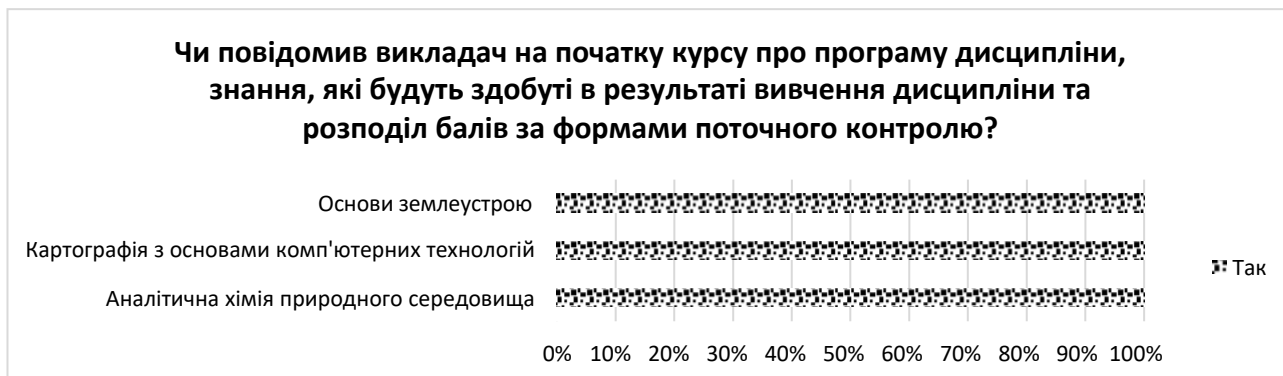 Чи повідомив викладач на початку курсу про програму дисципліни,
знання, які будуть здобуті в результаті вивчення дисципліни та
розподіл балів за формами поточного контролю?
Основи землеустрою
Картографія з основами комп'ютерних технологій
Аналітична хімія природного середовища
Так
0% 10% 20% 30% 40% 50% 60% 70% 80% 90% 100%